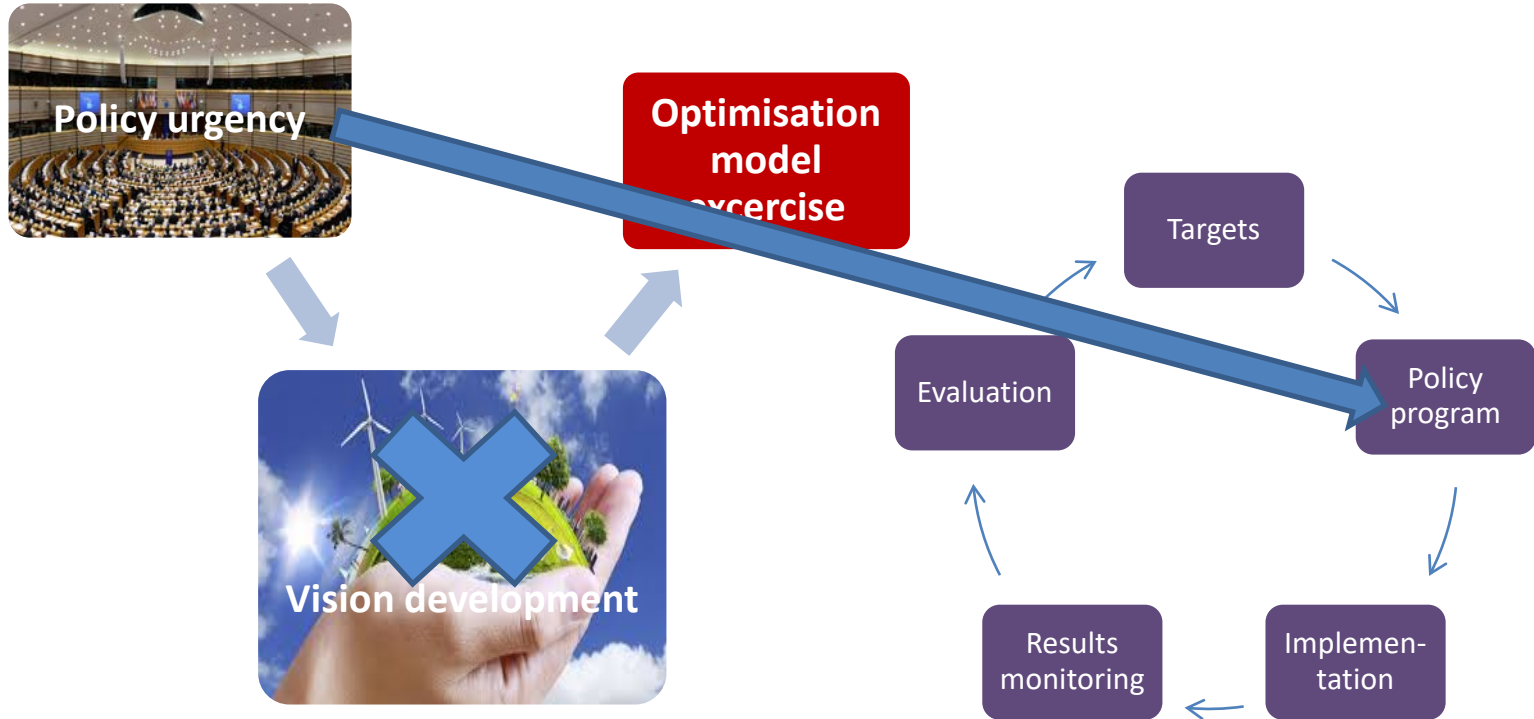 Policy urgency
Optimisation
model
excercise
Targets
Evaluation
Policy
program
Vision development
Results
monitoring
Implemen-
tation